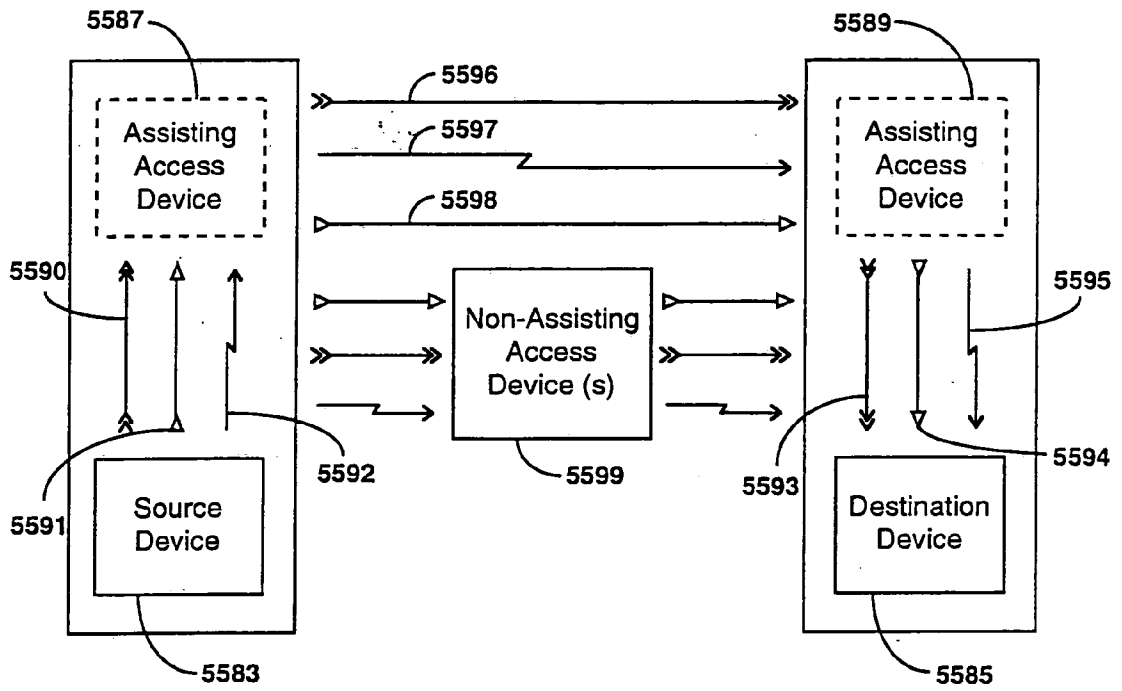 5587
5589
5596
5597
5598
Assisting
Access
Device
Assisting
Access
Device
5590
5595
Non-Assisting
Access
Device (s)
5592
5599
5593
5594
5591
Source
Device
Destination
Device
5583
5585